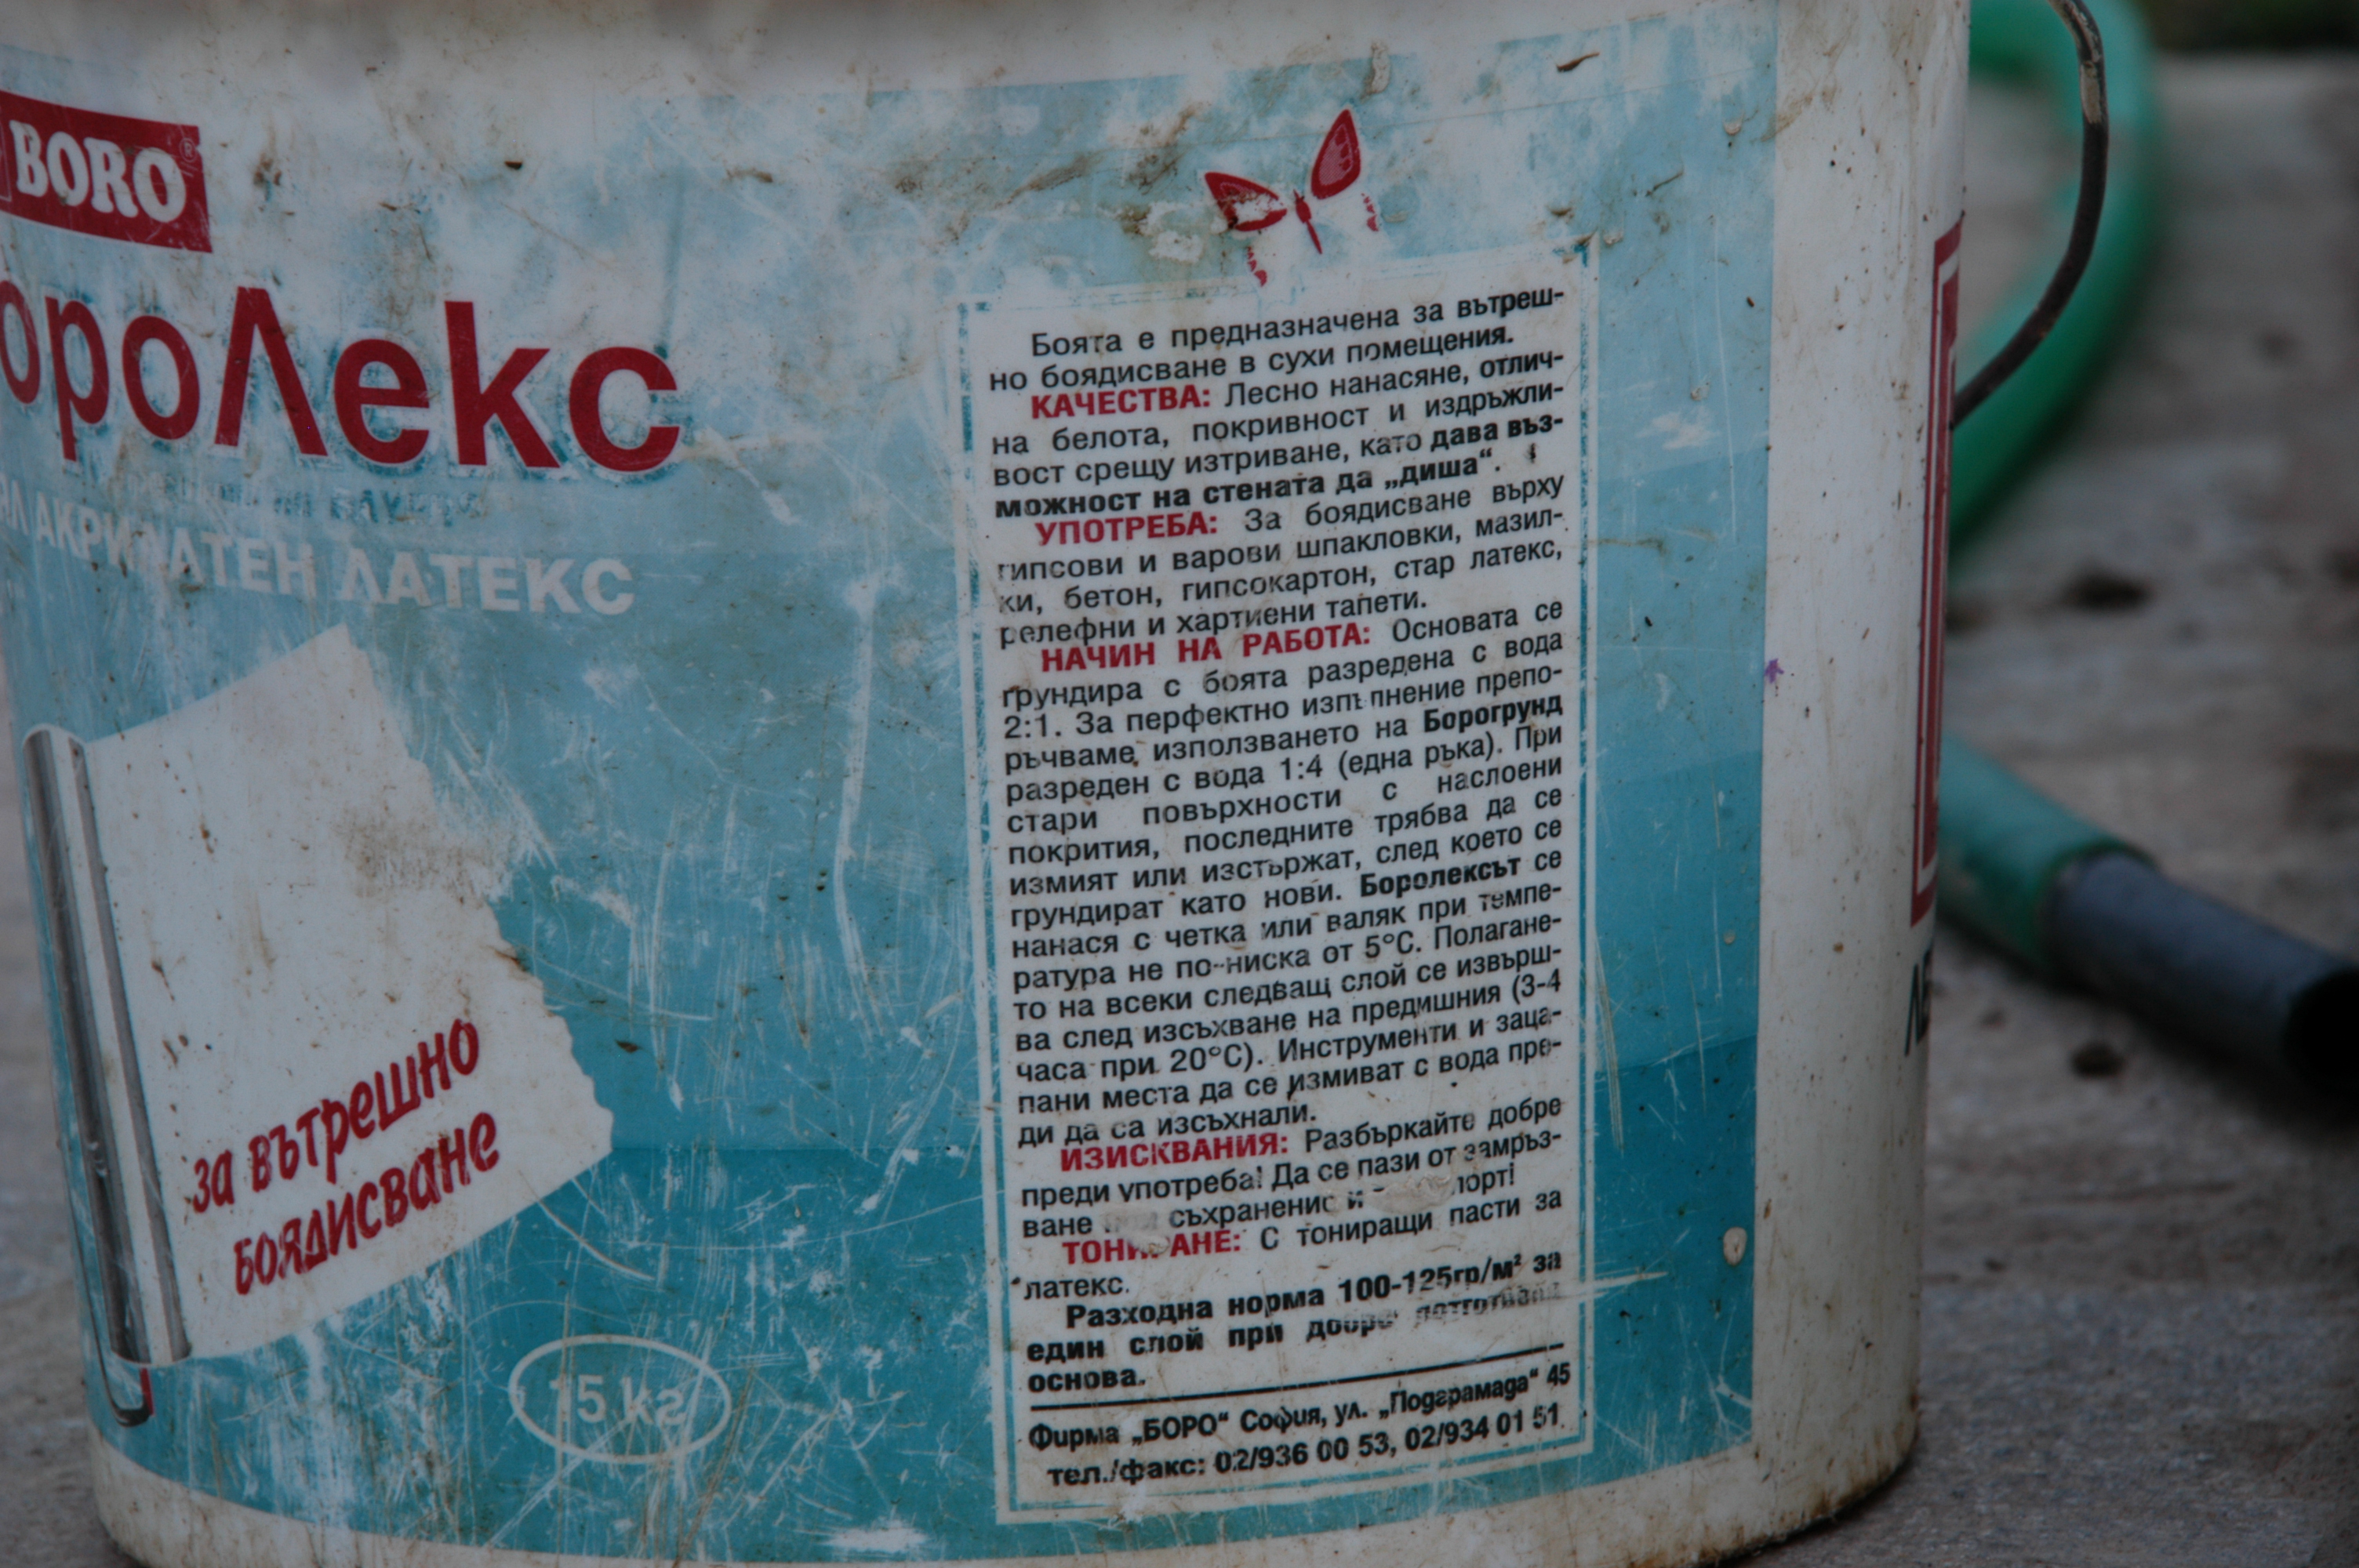 BORO®
ороЛекс
АКРИЛАТЕН ЛАТЕКС
за вътрешно
боядисване
15 кг
Боята е предназначена за вътреш-
но боядисване в сухи помещения.
КАЧЕСТВА: Лесно нанасяне, отлич-
на белота, покривност и издръжли-
вост срещу изтриване, като дава въз-
можност на стената да „диша“.
УПОТРЕБА: За боядисване върху
гипсови и варови шпакловки, мазил-
ки, бетон, гипсокартон, стар латекс,
релефни и хартиени тапети.
НАЧИН НА РАБОТА: Основата се
грундира с боята разредена с вода
2:1. За перфектно изпълнение препо-
ръчваме използването на Борогрунд
разреден с вода 1:4 (една ръка). При
стари повърхности с наслоени
покрития, последните трябва да се
измият или изстържат, след което се
грундират като нови. Боролексът се
нанася с четка или валяк при темпе-
ратура не по-ниска от 5°C. Полагане-
то на всеки следващ слой се извърш-
ва след изсъхване на предишния (3-4
часа при 20°C). Инструменти и заца-
пани места да се измиват с вода пре-
ди да са изсъхнали.
ИЗИСКВАНИЯ: Разбъркайте добре
преди употреба! Да се пази от замръз-
ване съхранение и
ТОНИРАНЕ: С тониращи пасти за
латекс.
Разходна норма 100-125гр/м² за
един слой при добре
основа.
Фирма „БОРО“ София, ул. „Подграмада“ 45
тел./факс: 02/936 00 53, 02/934 01 51